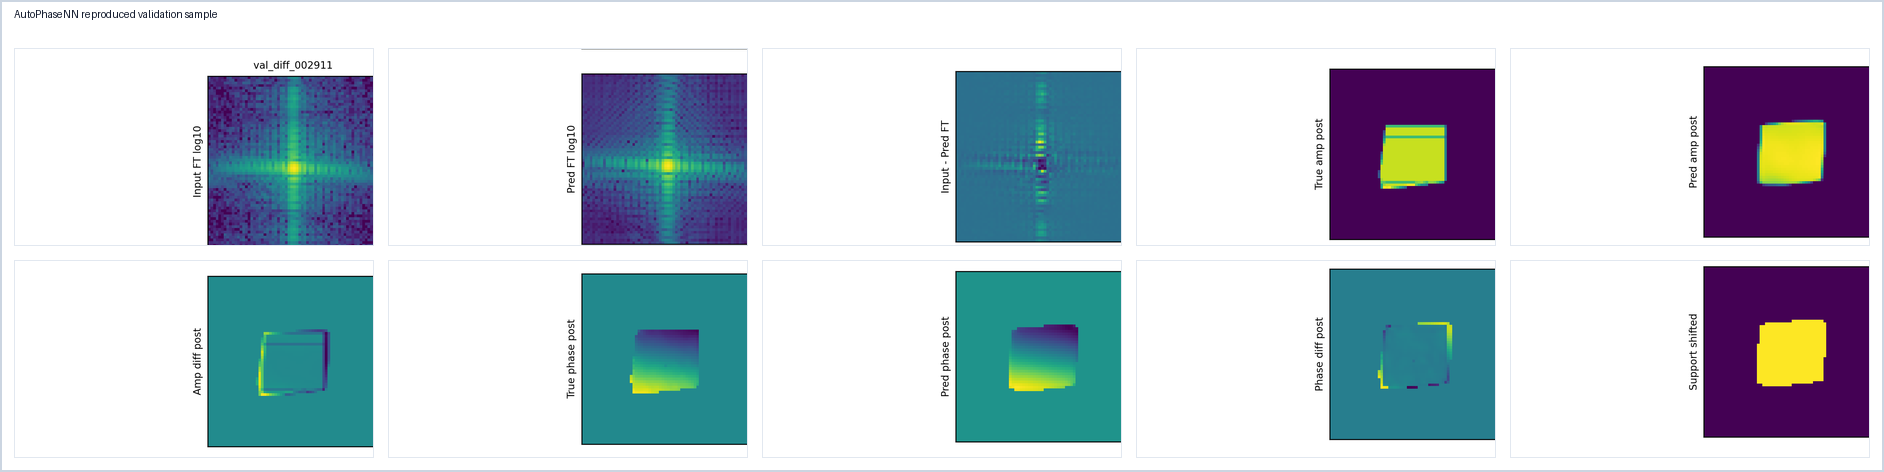 AutoPhaseNN reproduced validation sample
val_diff_002911
Input FT log10
Pred FT log10
Input - Pred FT
True amp post
Pred amp post
Amp diff post
True phase post
Pred phase post
Phase diff post
Support shifted